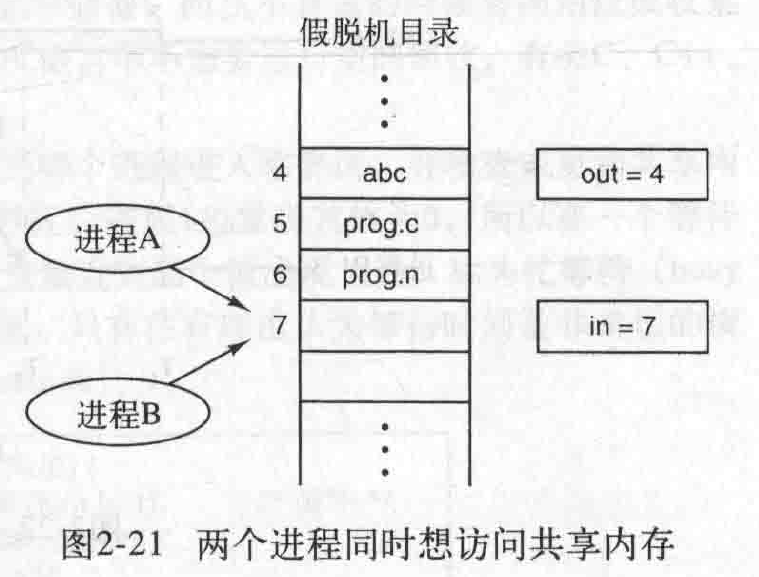 假脱机目录
4 abc out = 4
5 prog.c
进程A
6 prog.n
7 in = 7
进程B
图2-21 两个进程同时想访问共享内存